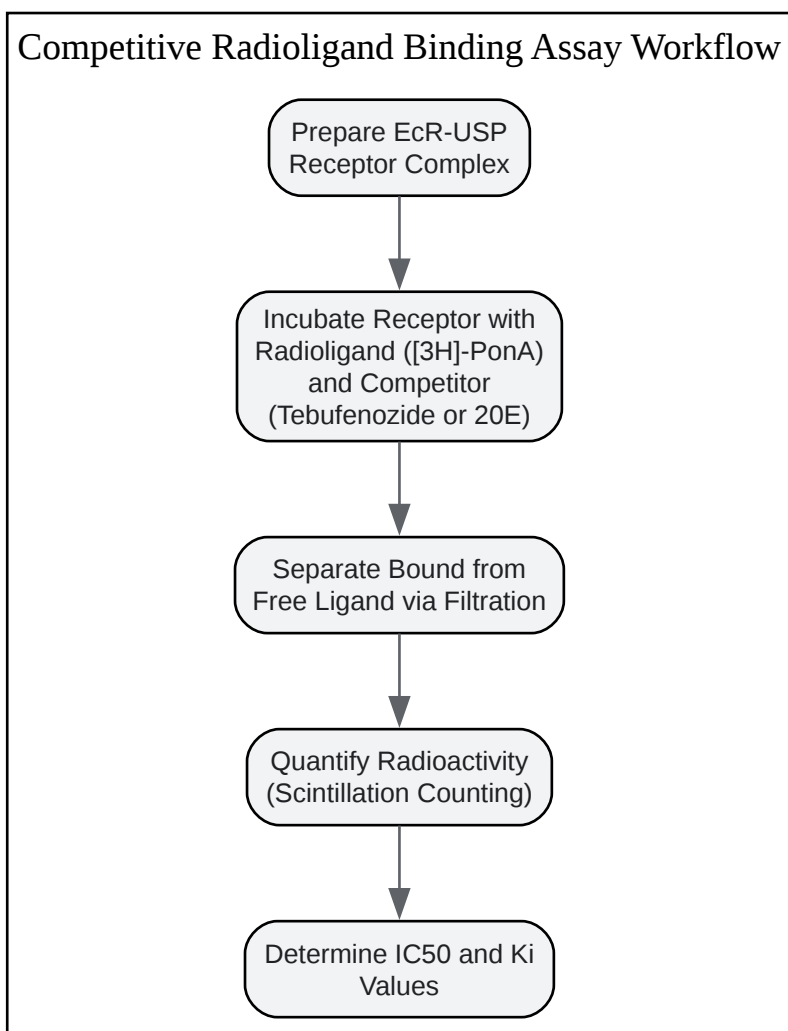 Competitive Radioligand Binding Assay Workflow
Prepare EcR-USP
Receptor Complex
Incubate Receptor with
Radioligand ([3H]-PonA)
and Competitor
(Tebufenozide or 20E)
Separate Bound from
Free Ligand via Filtration
Quantify Radioactivity
(Scintillation Counting)
Determine IC50 and Ki
Values